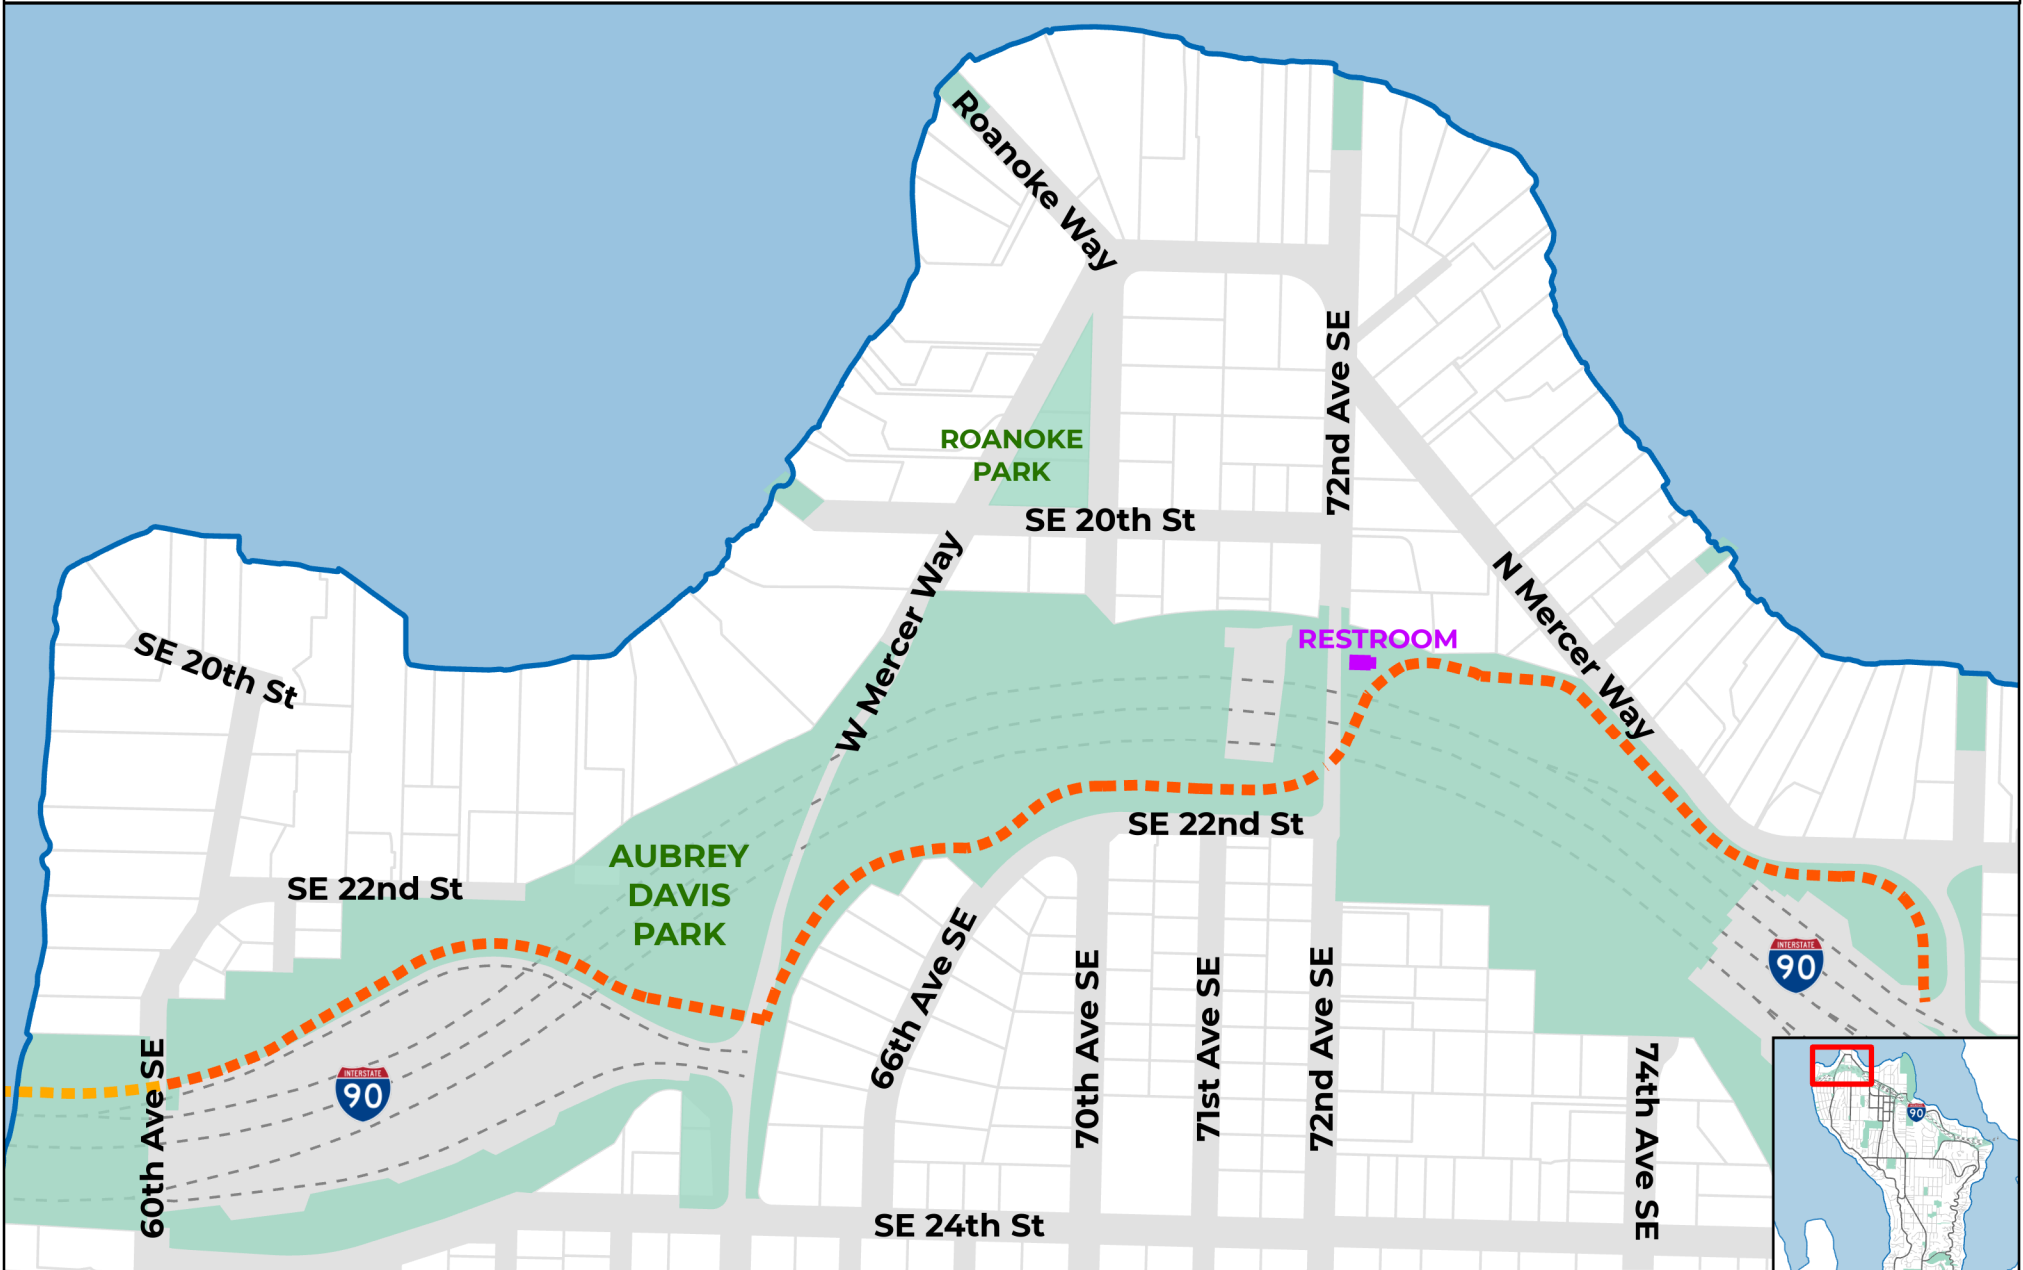 Roanoke Way
72nd Ave SE
ROANOKE
PARK
SE 20th St
W Mercer Way
N Mercer Way
SE 20th St
RESTROOM
SE 22nd St
AUBREY
DAVIS
PARK
SE 22nd St
66th Ave SE
70th Ave SE
71st Ave SE
72nd Ave SE
INTERSTATE
90
60th Ave SE
INTERSTATE
90
74th Ave SE
90
SE 24th St